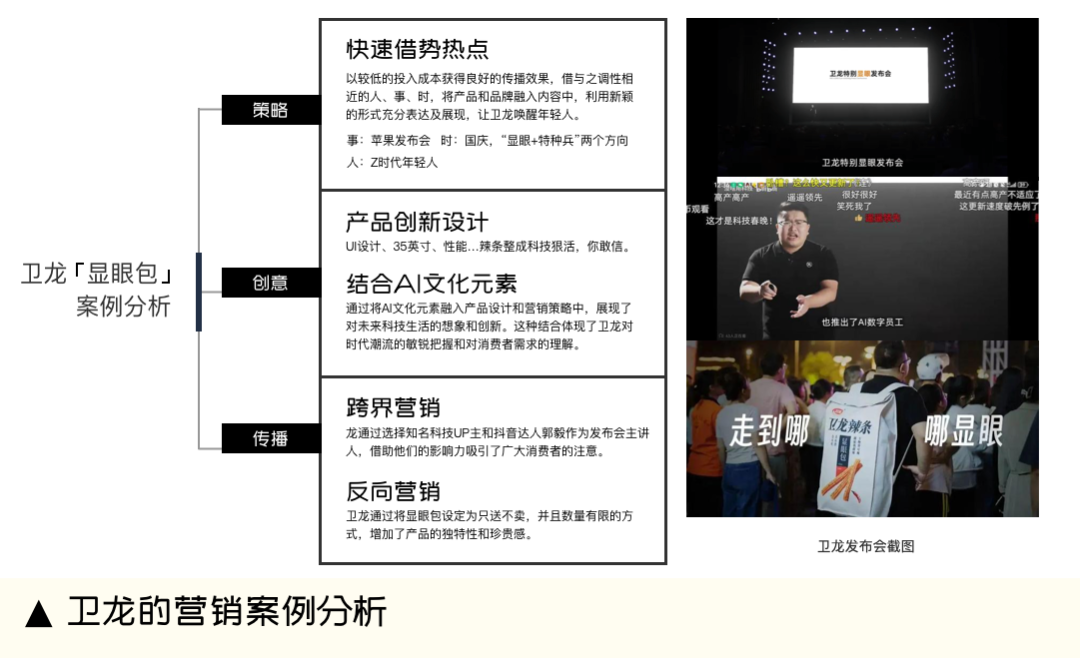 卫龙「显眼包」
案例分析
策略
快速借势热点
以较低的投入成本获得良好的传播效果，借与之调性相
近的人、事、时，将产品和品牌融入内容中，利用新颖
的形式充分表达及展现，让卫龙唤醒年轻人。
事：苹果发布会 时：国庆，“显眼+特种兵”两个方向
人：Z时代年轻人
创意
产品创新设计
UI设计、35英寸、性能...辣条整成科技狠活，你敢信。
结合AI文化元素
通过将AI文化元素融入产品设计和营销策略中，展现了
对未来科技生活的想象和创新。这种结合体现了卫龙对
时代潮流的敏锐把握和对消费者需求的理解。
传播
跨界营销
龙通过选择知名科技UP主和抖音达人郭毅作为发布会主讲
人，借助他们的影响力吸引了广大消费者的注意。
反向营销
卫龙通过将显眼包设定为只送不卖，并且数量有限的方
式，增加了产品的独特性和珍贵感。
卫龙特别显眼发布会
卫龙特别显眼发布会
高产高产
遥遥领先
很好很好
笑死我了
最近有点高产不适应了
这更新速度破先例了
币观看
这才是科技春晚！
也推出了AI数字员工
走到哪
哪显眼
卫龙辣条
显眼包
卫龙发布会截图
▲ 卫龙的营销案例分析